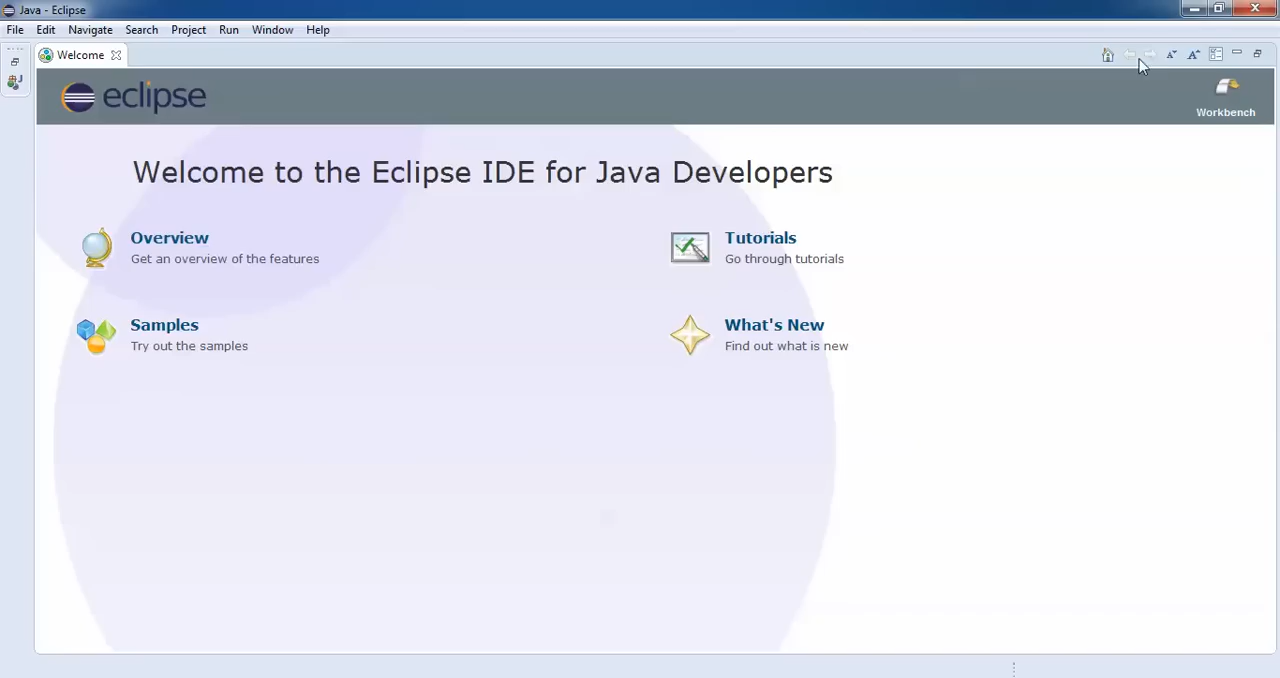 Java - Eclipse
File Edit Navigate Search Project Run Window Help
Welcome
eclipse
Workbench
Welcome to the Eclipse IDE for Java Developers
Overview
Get an overview of the features
Tutorials
Go through tutorials
Samples
Try out the samples
What's New
Find out what is new